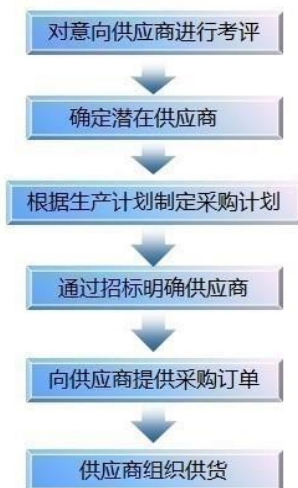 对意向供应商进行考评
确定潜在供应商
根据生产计划制定采购计划
通过招标明确供应商
向供应商提供采购订单
供应商组织供货